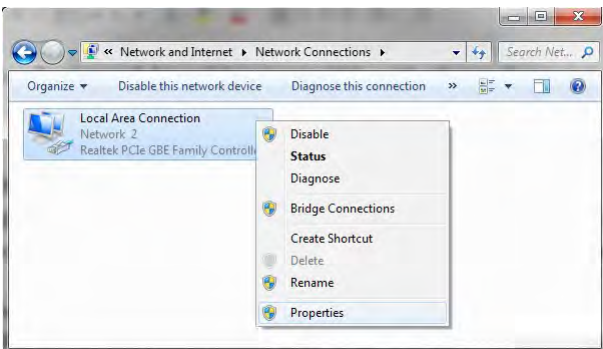 « Network and Internet ▸ Network Connections ▸ Search Net...
Organize ▾ Disable this network device Diagnose this connection »
Local Area Connection
Network 2
Realtek PCIe GBE Family Controlle
Disable
Status
Diagnose
Bridge Connections
Create Shortcut
Delete
Rename
Properties